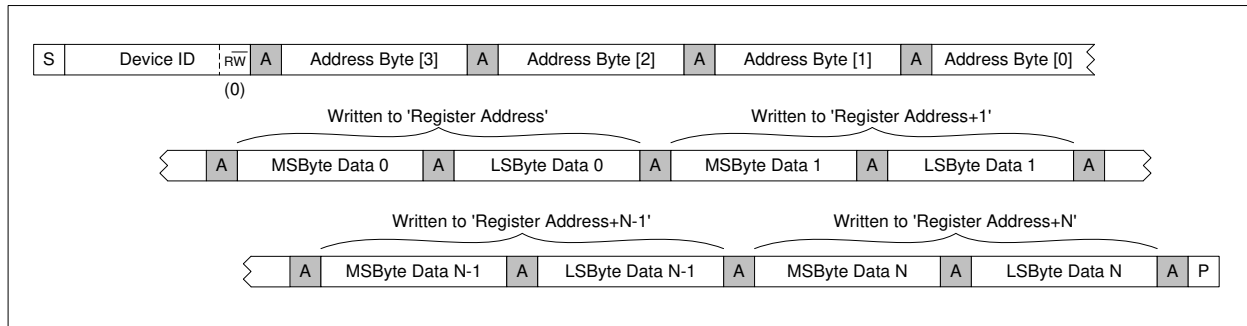 S Device ID RW A Address Byte [3] A Address Byte [2] A Address Byte [1] A Address Byte [0]
(0)
Written to 'Register Address' Written to 'Register Address+1'
A MSByte Data 0 A LSByte Data 0 A MSByte Data 1 A LSByte Data 1 A
Written to 'Register Address+N-1' Written to 'Register Address+N'
A MSByte Data N-1 A LSByte Data N-1 A MSByte Data N A LSByte Data N A P